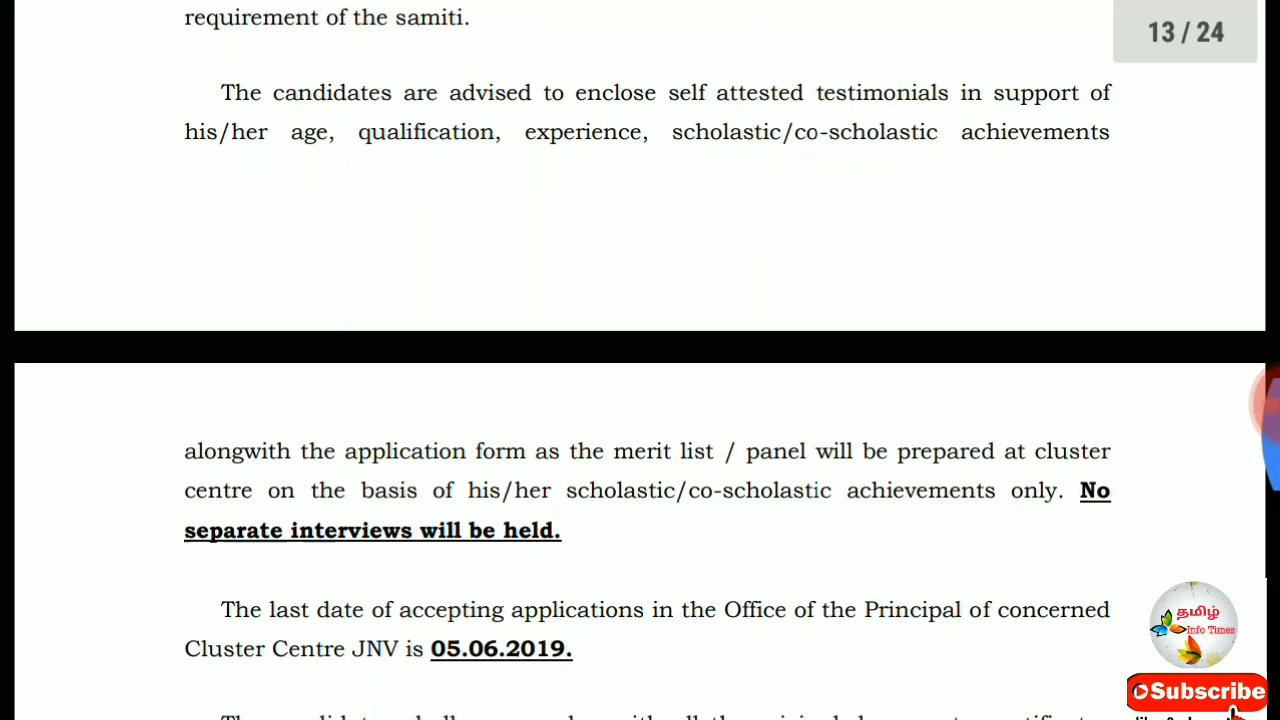 requirement of the samiti.
13 / 24
The candidates are advised to enclose self attested testimonials in support of
his/her age, qualification, experience, scholastic/co-scholastic achievements
alongwith the application form as the merit list / panel will be prepared at cluster
centre on the basis of his/her scholastic/co-scholastic achievements only. No
separate interviews will be held.
The last date of accepting applications in the Office of the Principal of concerned
Cluster Centre JNV is 05.06.2019.
தமிழ்
Info Times
Subscribe